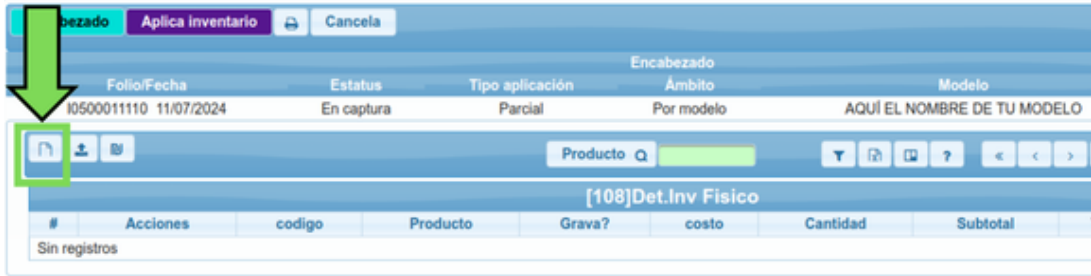 bezado Aplica inventario Cancela
Encabezado
Folio/Fecha Estatus Tipo aplicación Ámbito Modelo
I0500011110 11/07/2024 En captura Parcial Por modelo AQUÍ EL NOMBRE DE TU MODELO
Producto ? « < >
[108]Det.Inv Fisico
# Acciones codigo Producto Grava? costo Cantidad Subtotal
Sin registros